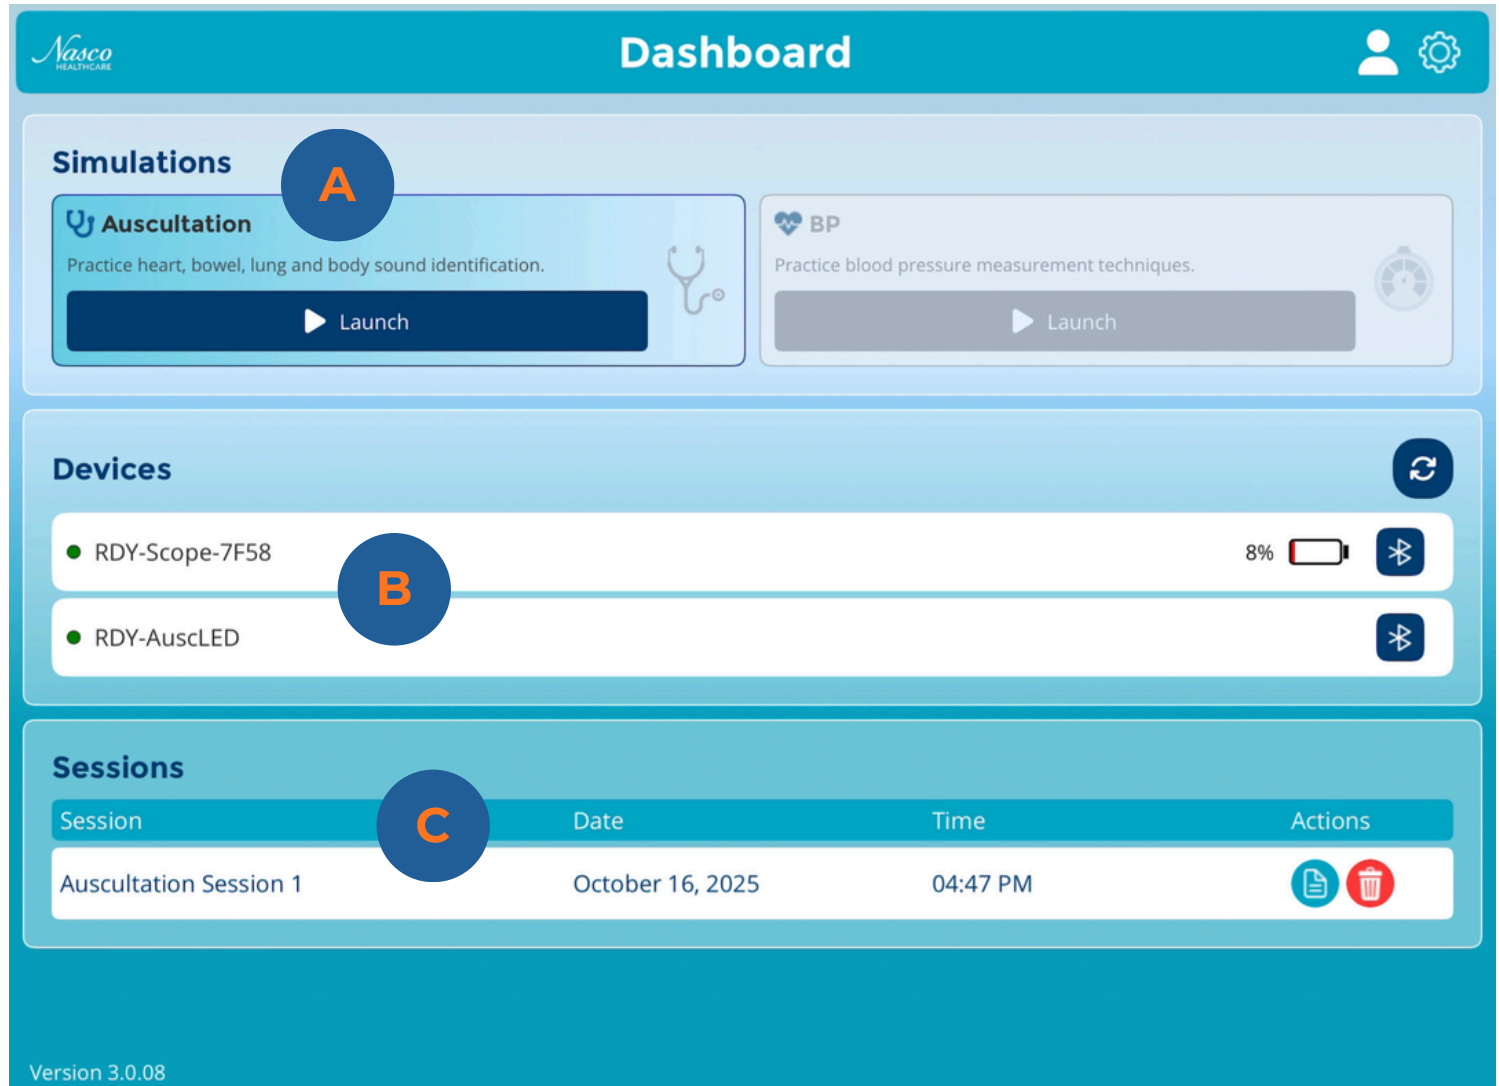 Nasco
HEALTHCARE
Dashboard
Simulations
A
Auscultation
Practice heart, bowel, lung and body sound identification.
Launch
BP
Practice blood pressure measurement techniques.
Launch
Devices
RDY-Scope-7F58
8%
B
RDY-AuscLED
Sessions
C
Session Date Time Actions
Auscultation Session 1 October 16, 2025 04:47 PM
Version 3.0.08